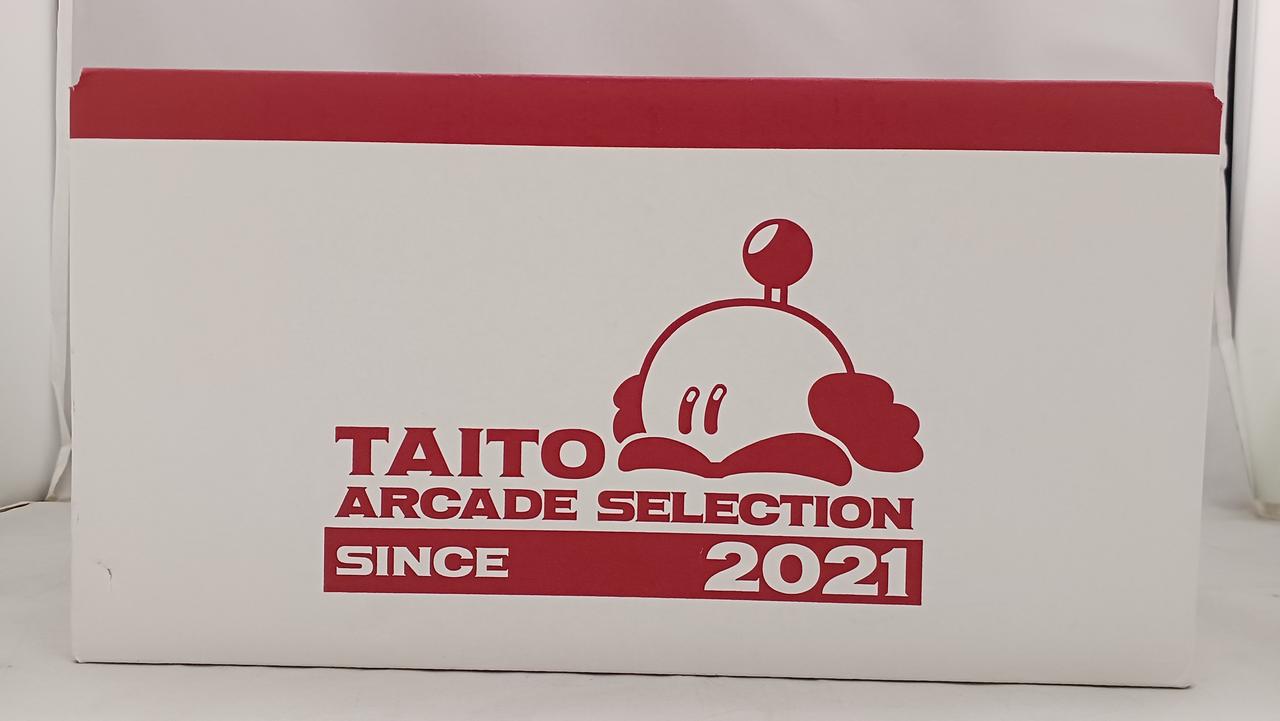 TAITO
ARCADE SELECTION
SINCE 2021